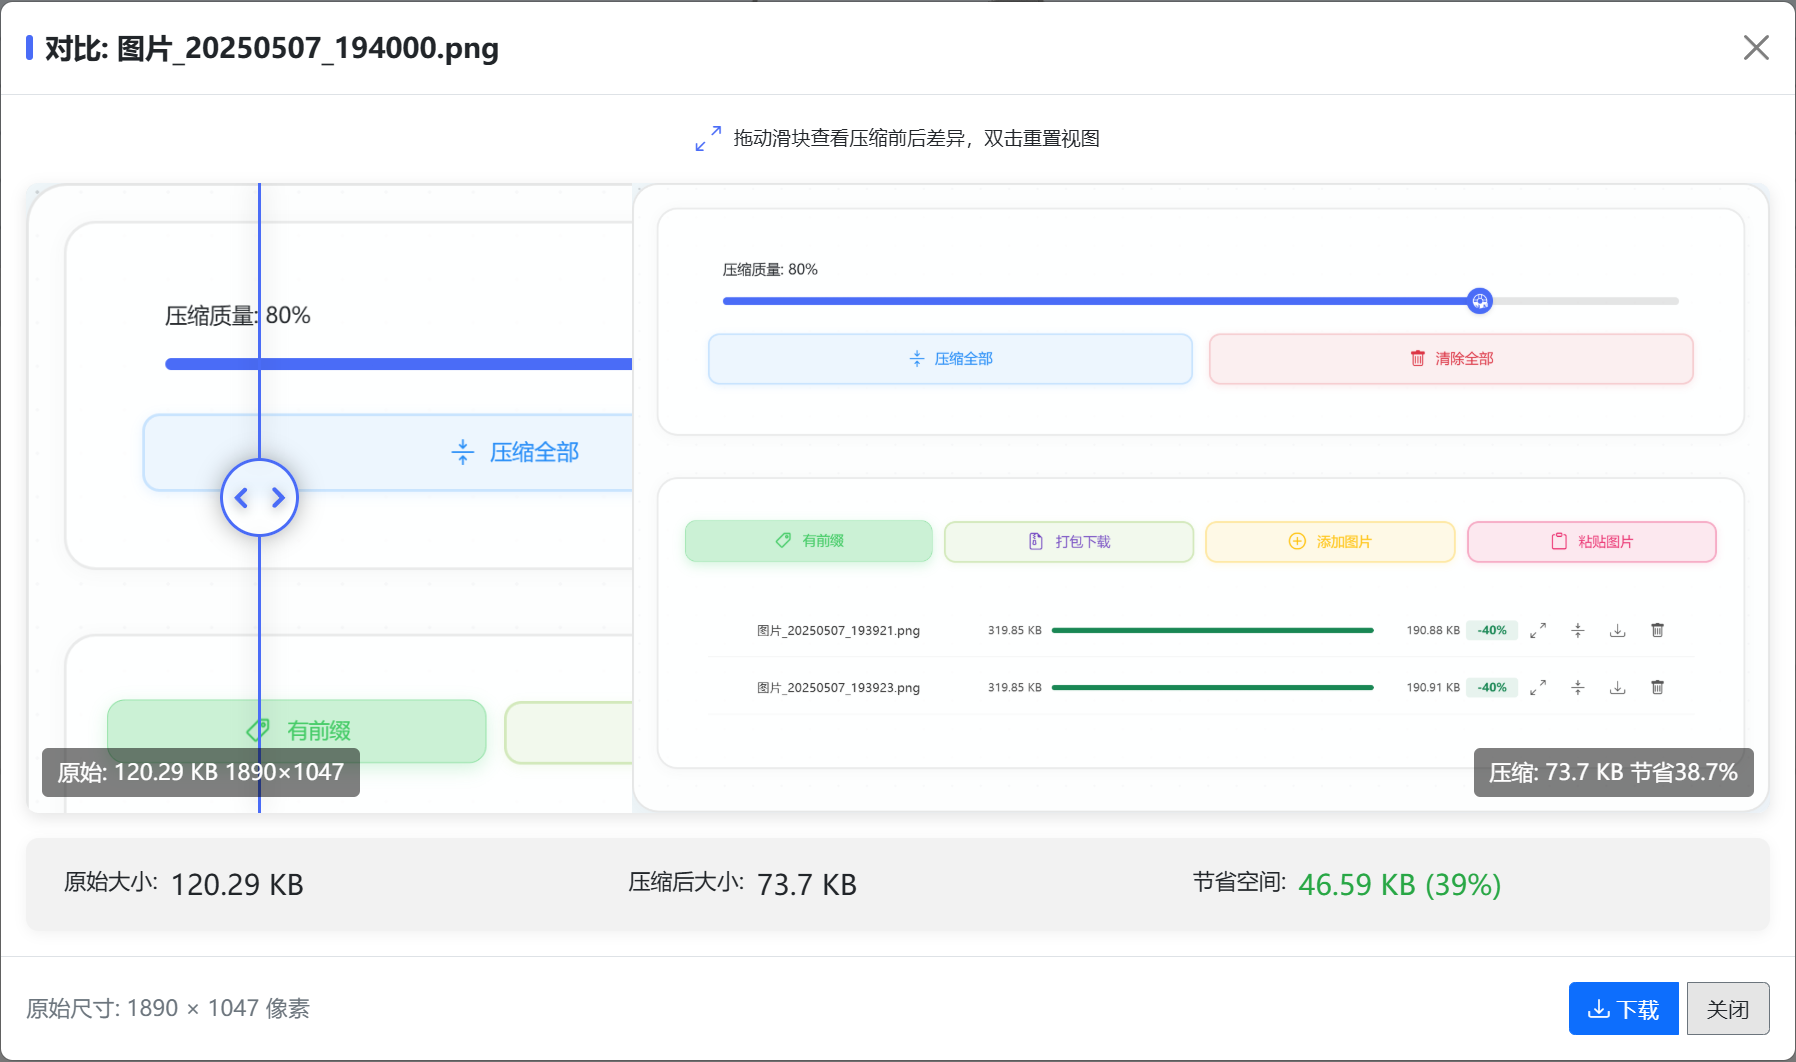 对比: 图片_20250507_194000.png
拖动滑块查看压缩前后差异，双击重置视图
压缩质量: 80%
压缩全部
有前缀
原始: 120.29 KB 1890×1047
压缩质量: 80%
压缩全部
清除全部
有前缀
打包下载
添加图片
粘贴图片
图片_20250507_193921.png 319.85 KB 190.88 KB -40%
图片_20250507_193923.png 319.85 KB 190.91 KB -40%
压缩: 73.7 KB 节省38.7%
原始大小: 120.29 KB
压缩后大小: 73.7 KB
节省空间: 46.59 KB (39%)
原始尺寸: 1890 × 1047 像素
下载
关闭